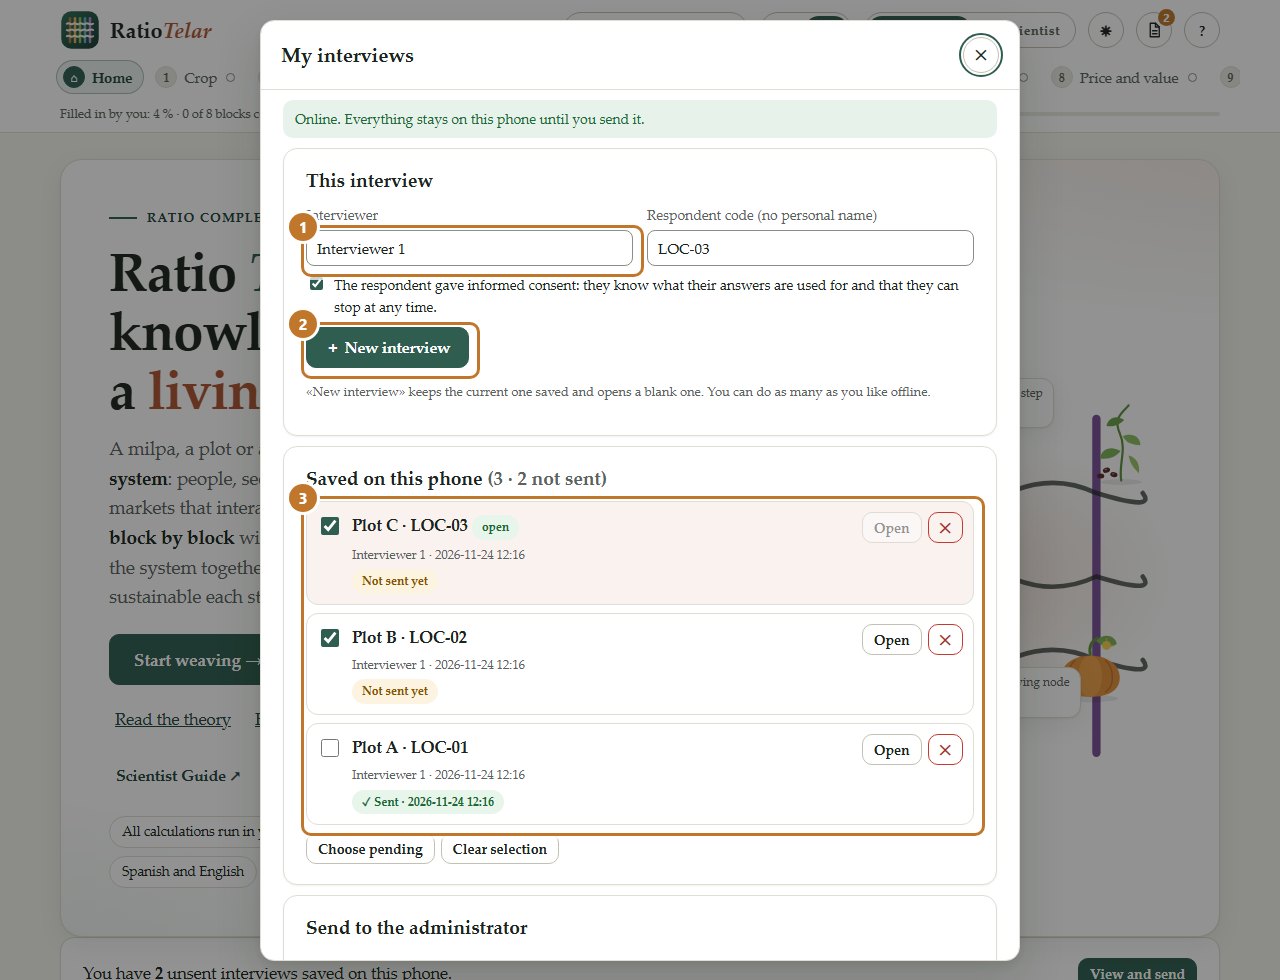 RatioTelar
2
?
Home
1 Crop
8 Price and value
9
Filled in by you: 4 % · 0 of 8 blocks
RATIO
Ratio
a
A milpa, a plot or
system: people,
markets that
block by block
the system
sustainable each
Start weaving →
Read the theory
Scientist Guide ↗
All calculations run in
Spanish and English
step
node
You have 2 unsent interviews saved on this phone.
View and send
My interviews
Online. Everything stays on this phone until you send it.
This interview
1
Interviewer
Respondent code (no personal name)
Interviewer 1
LOC-03
The respondent gave informed consent: they know what their answers are used for and that they can
stop at any time.
2
+ New interview
«New interview» keeps the current one saved and opens a blank one. You can do as many as you like offline.
Saved on this phone (3 · 2 not sent)
3
Plot C · LOC-03 open
Open
Interviewer 1 · 2026-11-24 12:16
Not sent yet
Plot B · LOC-02
Open
Interviewer 1 · 2026-11-24 12:16
Not sent yet
Plot A · LOC-01
Open
Interviewer 1 · 2026-11-24 12:16
✓ Sent · 2026-11-24 12:16
Choose pending
Clear selection
Send to the administrator